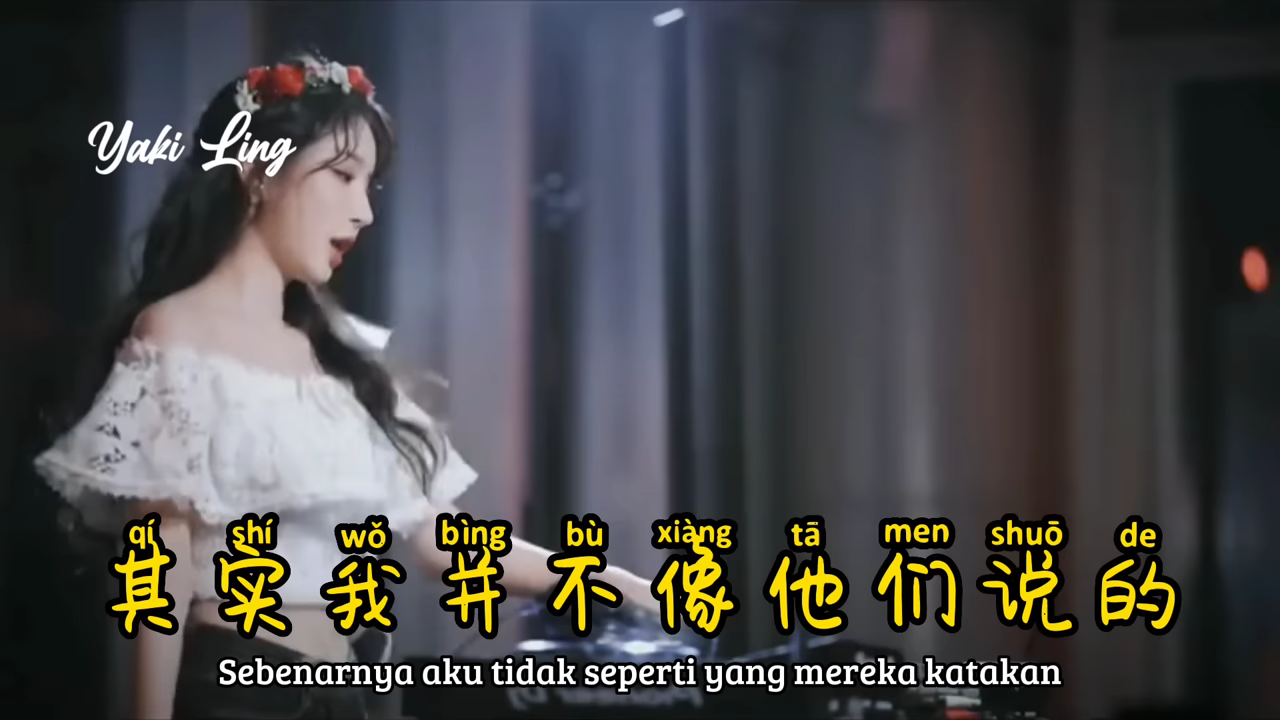 Yaki Ling
qí shí wǒ bìng bù xiàng tā men shuō de
其实我并不像他们说的
Sebenarnya aku tidak seperti yang mereka katakan